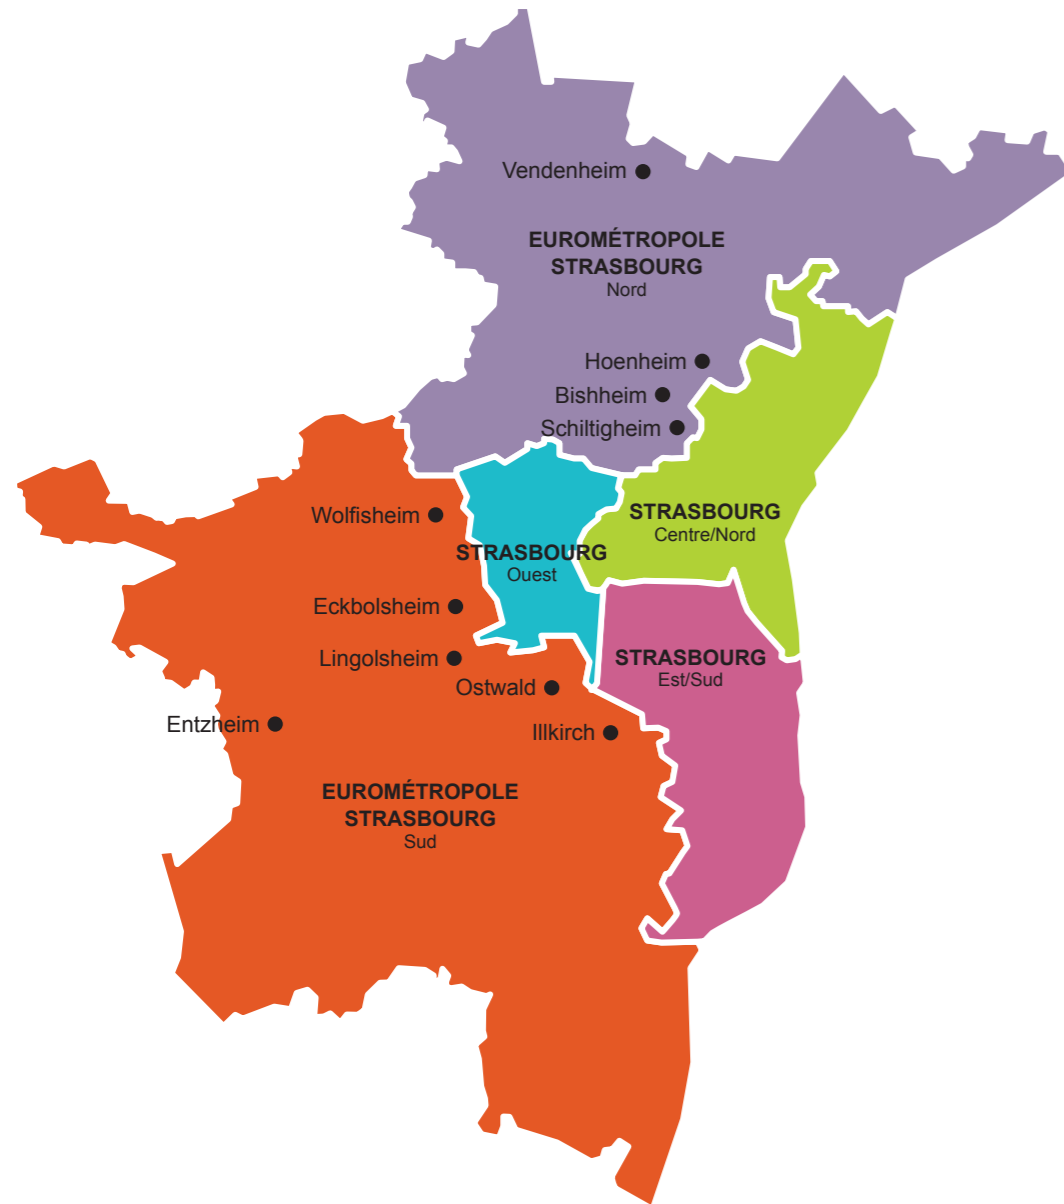 Vendenheim
EUROMÉTROPOLE
STRASBOURG
Nord
Hoenheim
Bishheim
Schiltigheim
Wolfisheim
STRASBOURG
Centre/Nord
STRASBOURG
Ouest
Eckbolsheim
Lingolsheim
STRASBOURG
Est/Sud
Ostwald
Entzheim
Illkirch
EUROMÉTROPOLE
STRASBOURG
Sud